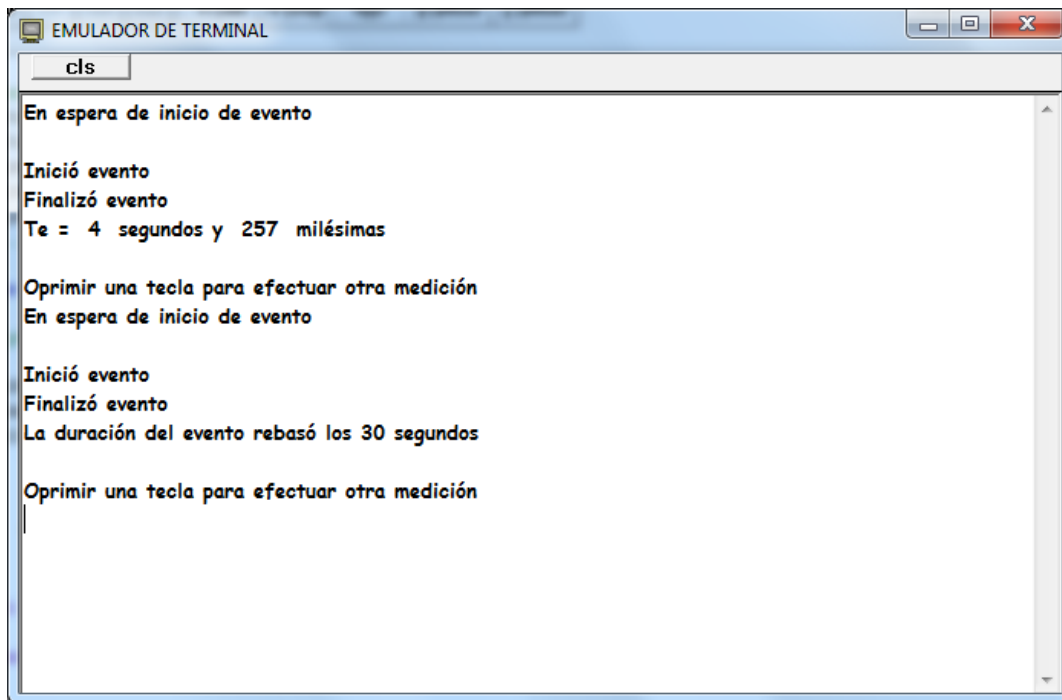 EMULADOR DE TERMINAL
cls
En espera de inicio de evento
Inició evento
Finalizó evento
Te =  4  segundos y  257  milésimas
Oprimir una tecla para efectuar otra medición
En espera de inicio de evento
Inició evento
Finalizó evento
La duración del evento rebasó los 30 segundos
Oprimir una tecla para efectuar otra medición